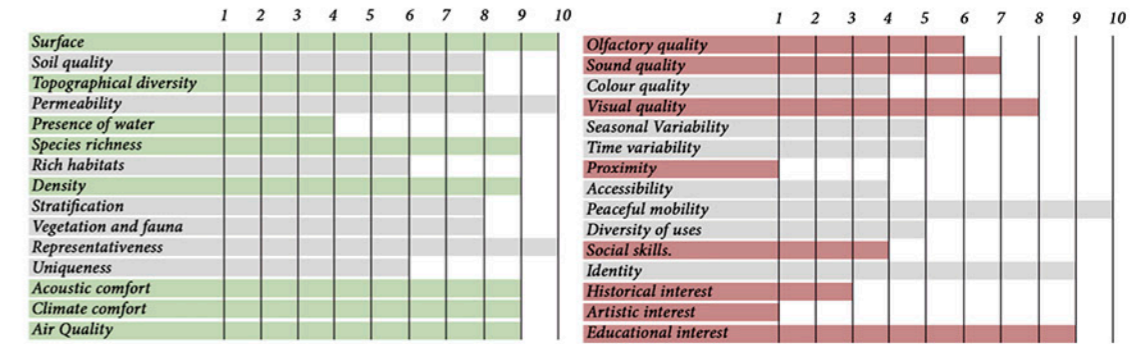 1 2 3 4 5 6 7 8 9 10
Surface
Soil quality
Topographical diversity
Permeability
Presence of water
Species richness
Rich habitats
Density
Stratification
Vegetation and fauna
Representativeness
Uniqueness
Acoustic comfort
Climate comfort
Air Quality
1 2 3 4 5 6 7 8 9 10
Olfactory quality
Sound quality
Colour quality
Visual quality
Seasonal Variability
Time variability
Proximity
Accessibility
Peaceful mobility
Diversity of uses
Social skills.
Identity
Historical interest
Artistic interest
Educational interest